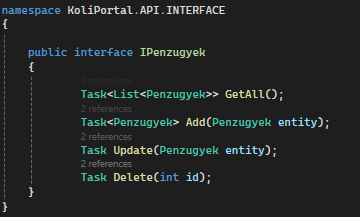 namespace KoliPortal.API.INTERFACE
{
public interface IPenzugyek
{
2 references
Task<List<Penzugyek>> GetAll();
2 references
Task<Penzugyek> Add(Penzugyek entity);
2 references
Task Update(Penzugyek entity);
2 references
Task Delete(int id);
}
}